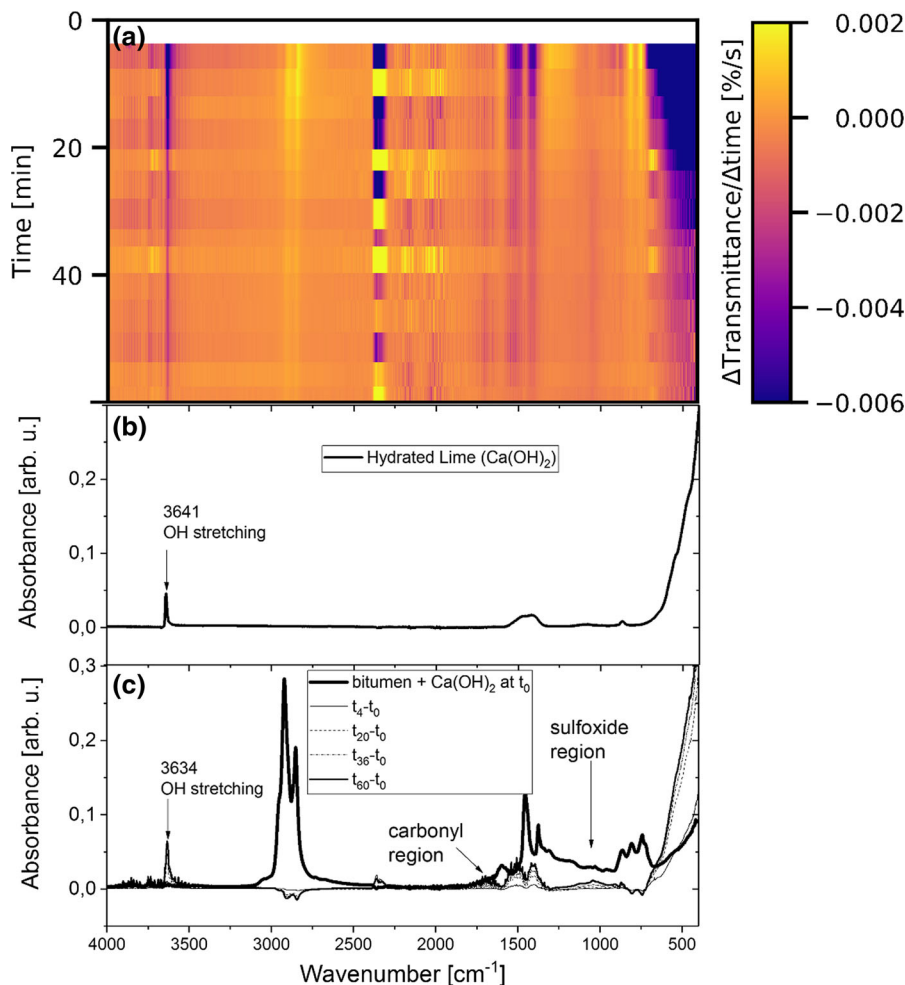 (a)
0
20
40
Time [min]
0.002
0.000
−0.002
−0.004
−0.006
ΔTransmittance/Δtime [%/s]
(b)
Hydrated Lime (Ca(OH)2)
3641
OH stretching
0,2
0,1
0,0
Absorbance [arb. u.]
(c)
0,3
0,2
0,1
0,0
Absorbance [arb. u.]
bitumen + Ca(OH)2 at t0
t4-t0
t20-t0
t36-t0
t60-t0
3634
OH stretching
sulfoxide
region
carbonyl
region
4000 3500 3000 2500 2000 1500 1000 500
Wavenumber [cm-1]